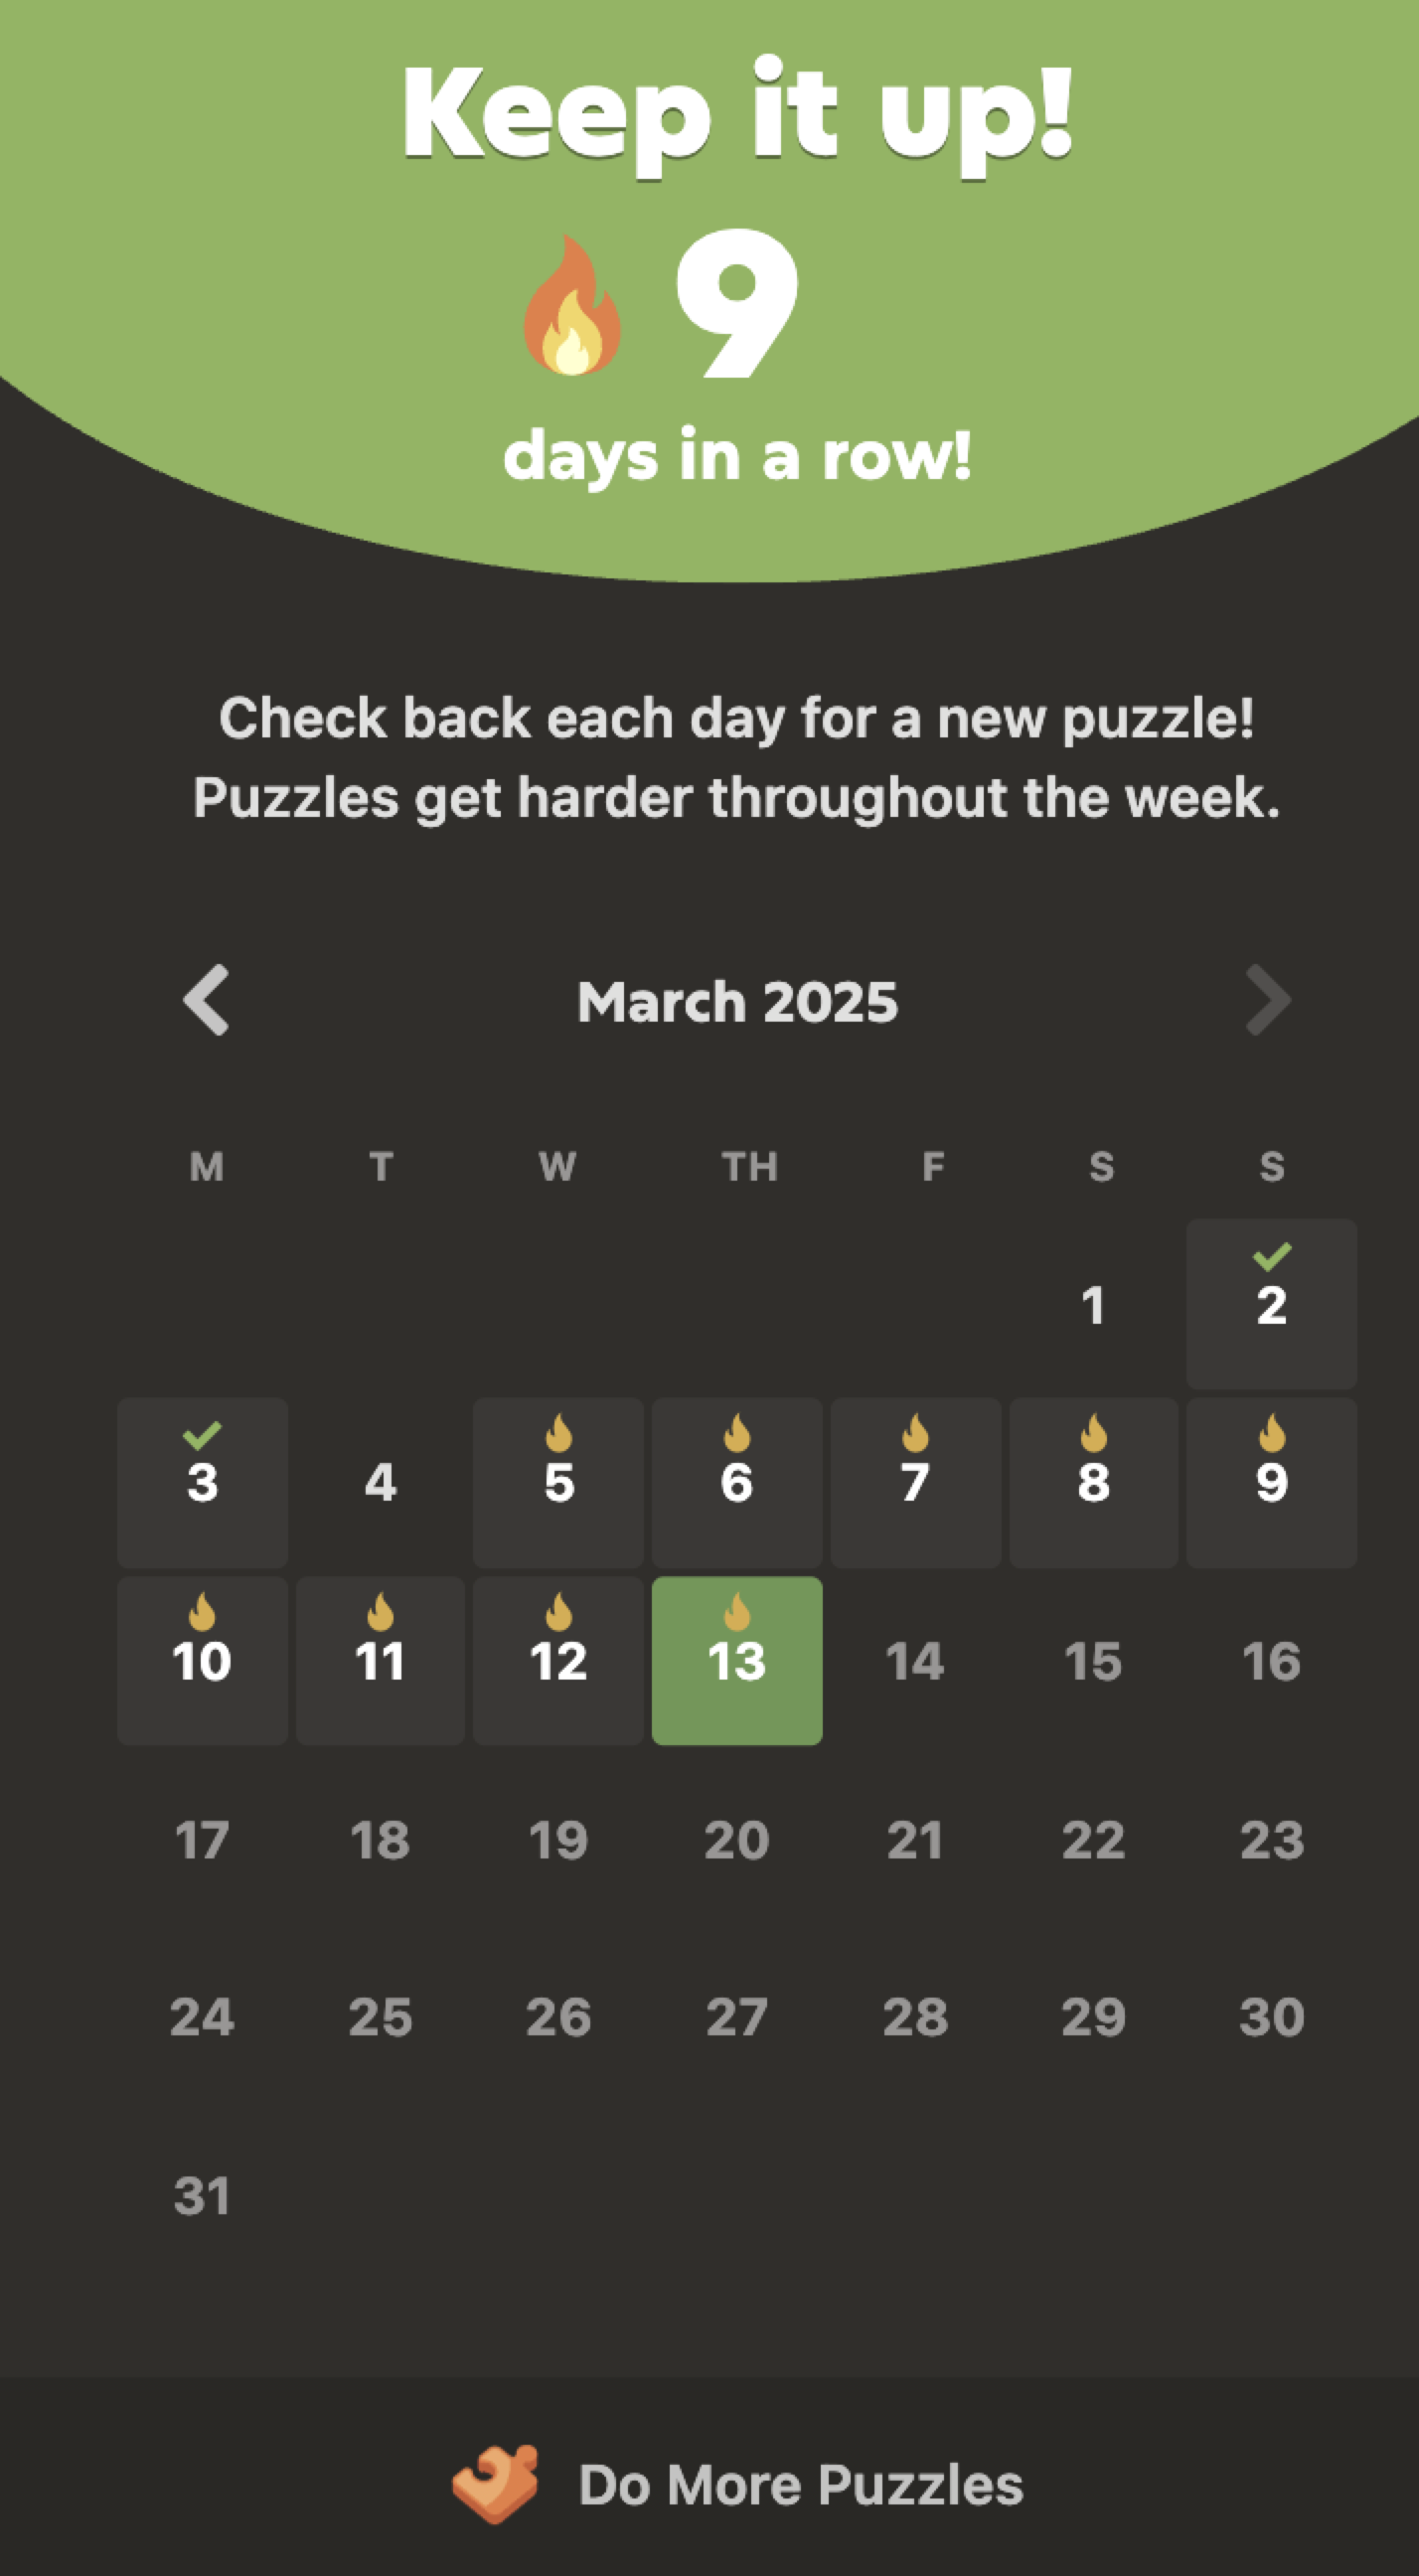 Keep it up!
9
days in a row!
Check back each day for a new puzzle!
Puzzles get harder throughout the week.
March 2025
M T W TH F S S
1 2
3 4 5 6 7 8 9
10 11 12 13 14 15 16
17 18 19 20 21 22 23
24 25 26 27 28 29 30
31
Do More Puzzles